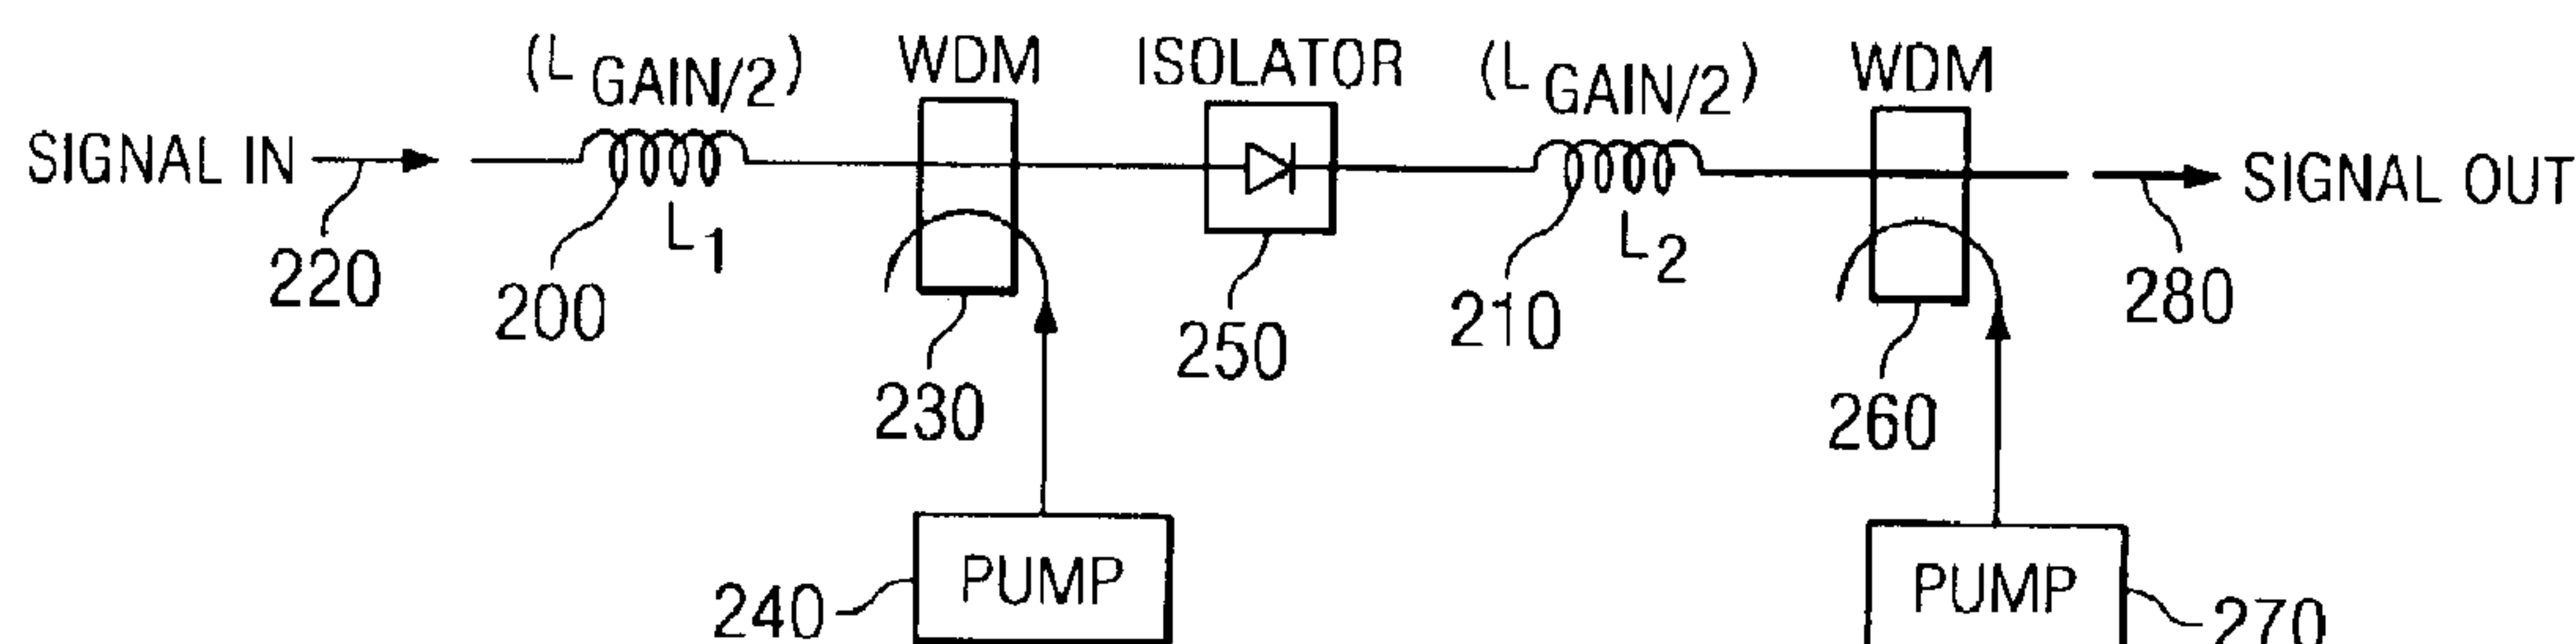 (L GAIN/2) WDM ISOLATOR (L GAIN/2) WDM
SIGNAL IN SIGNAL OUT
L1 L2
220 200 230 250 210 260 280
240 PUMP PUMP 270